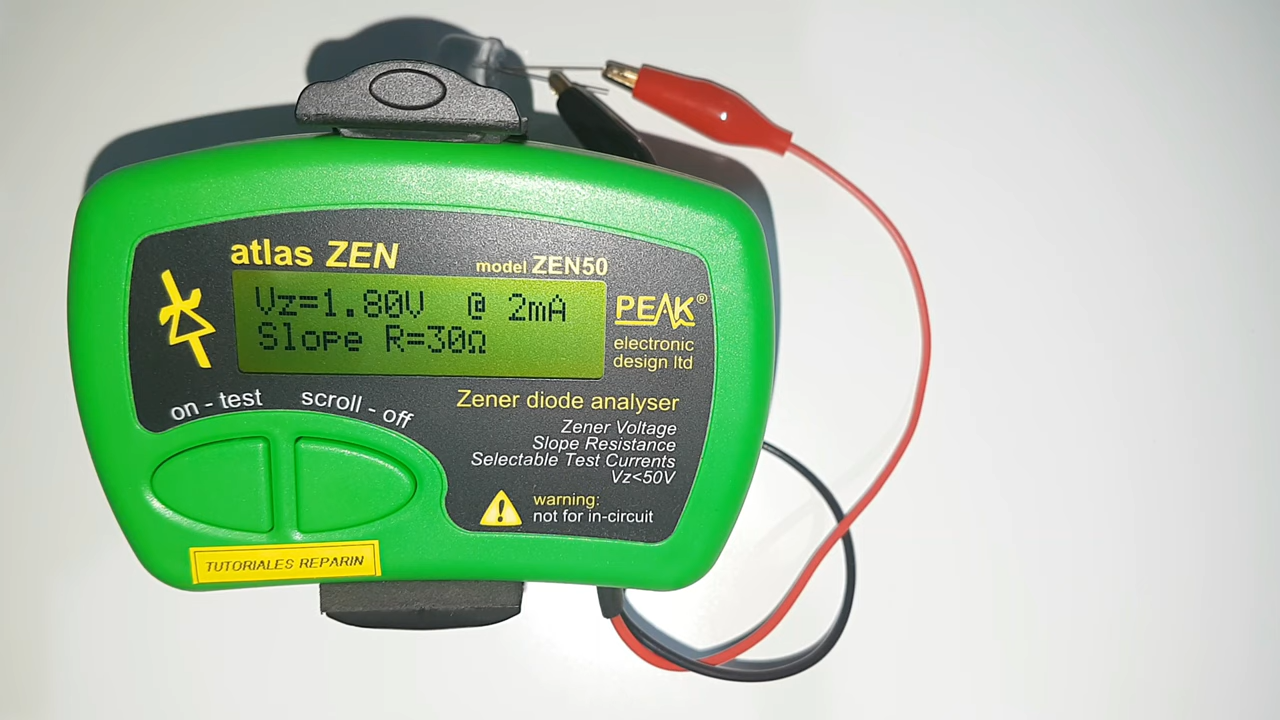 atlas ZEN
model ZEN50
Vz=1.80V @ 2mA
Slope R=30Ω
PEAK®
electronic
design ltd
on - test
scroll - off
Zener diode analyser
Zener Voltage
Slope Resistance
Selectable Test Currents
Vz<50V
warning:
not for in-circuit
TUTORIALES REPARIN